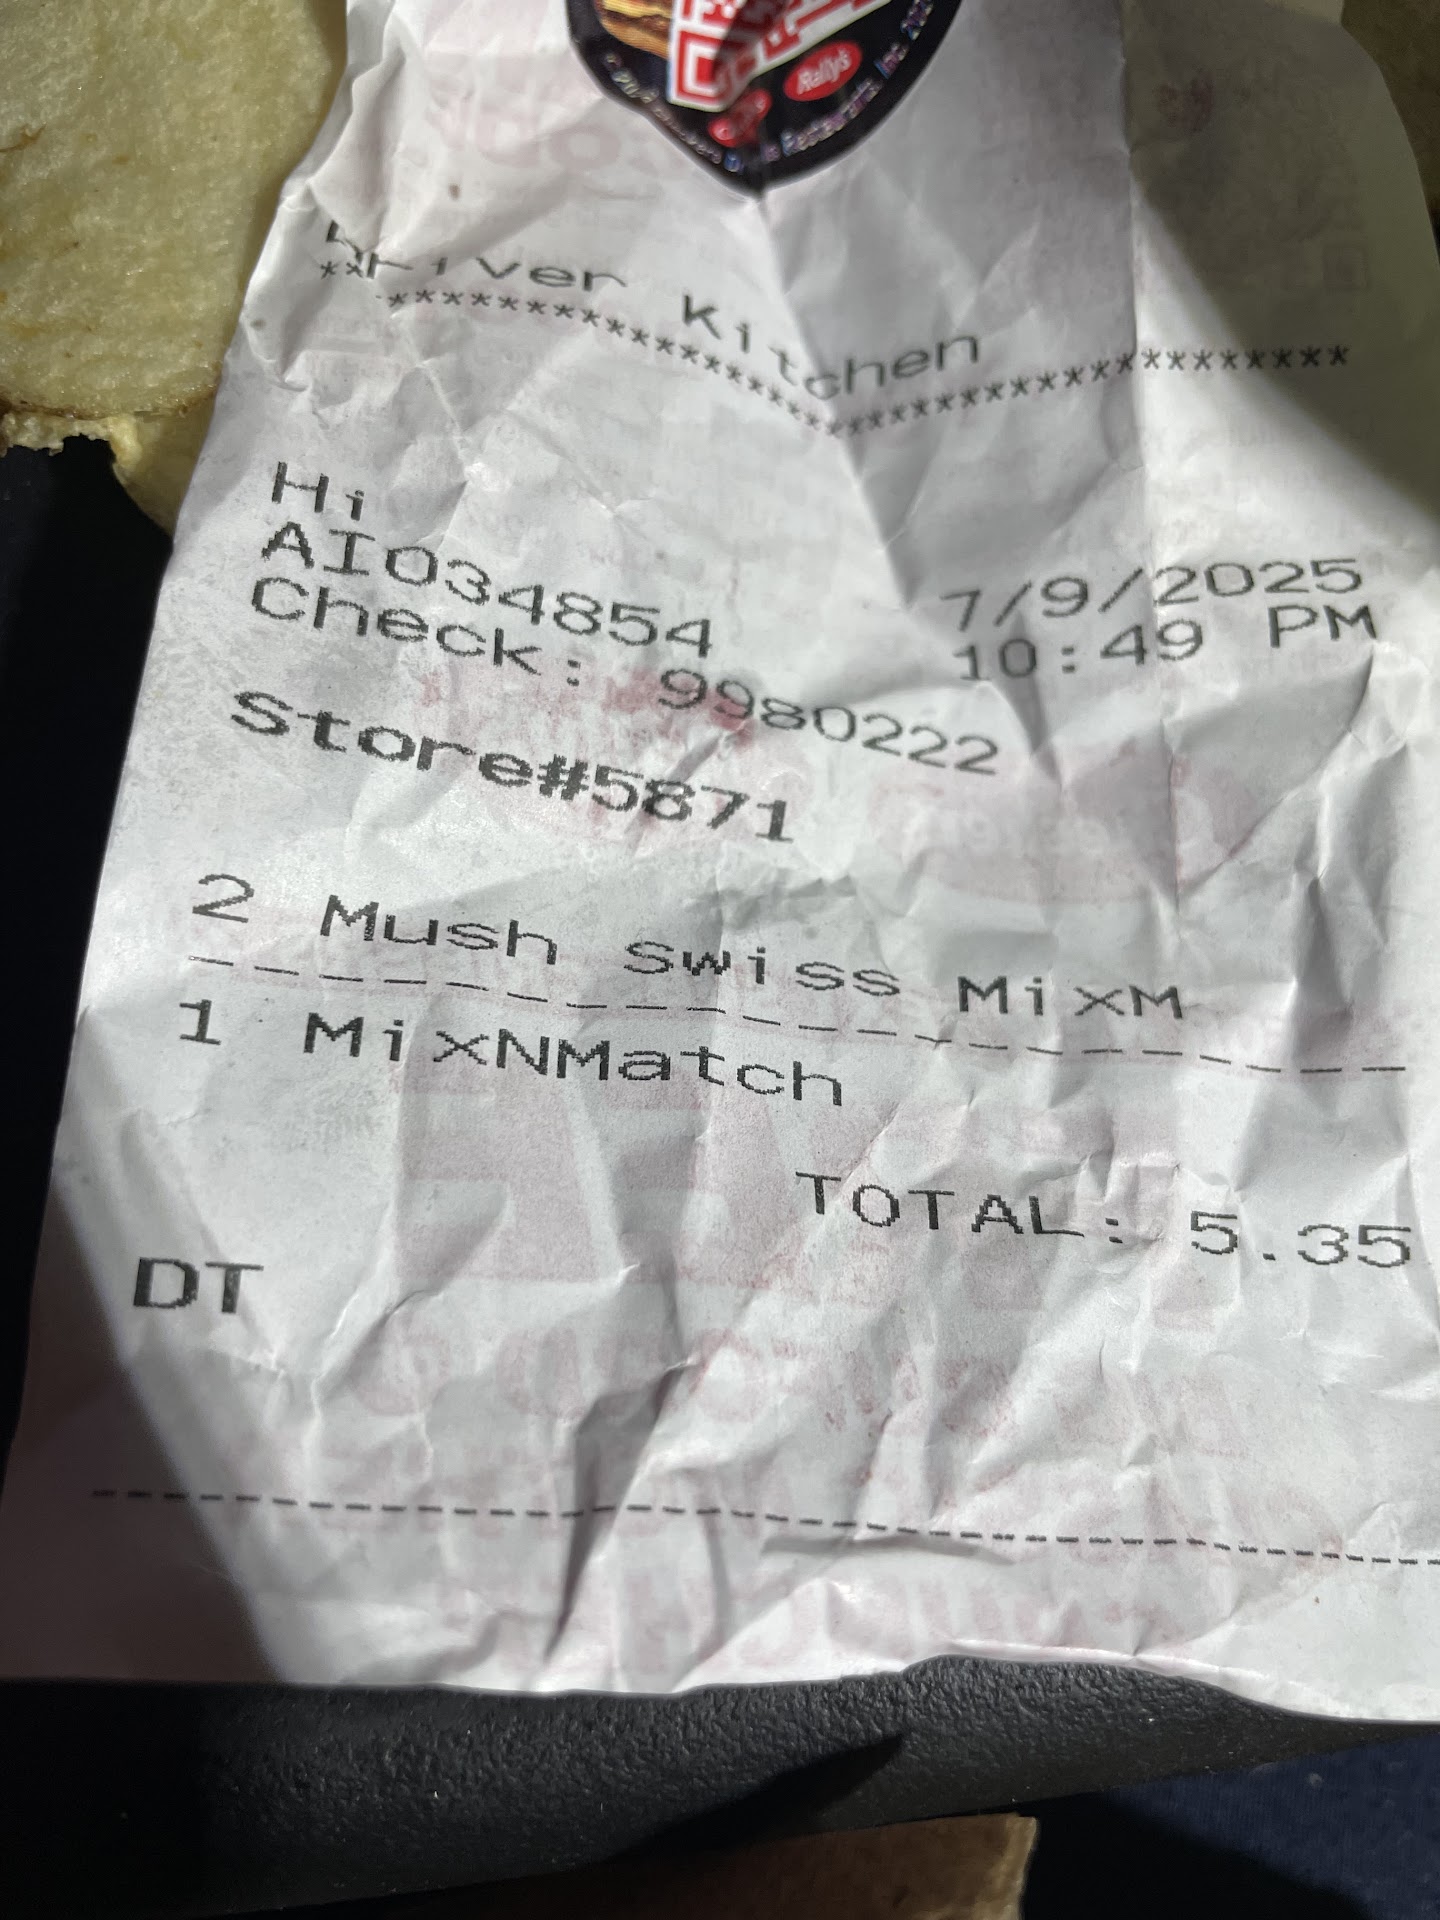 Rally's
River Kitchen
*********************************
Hi
AI034854 7/9/2025
Check: 9980222 10:49 PM
Store#5871
2 Mush Swiss MixM
1 MixNMatch
TOTAL: 5.35
DT